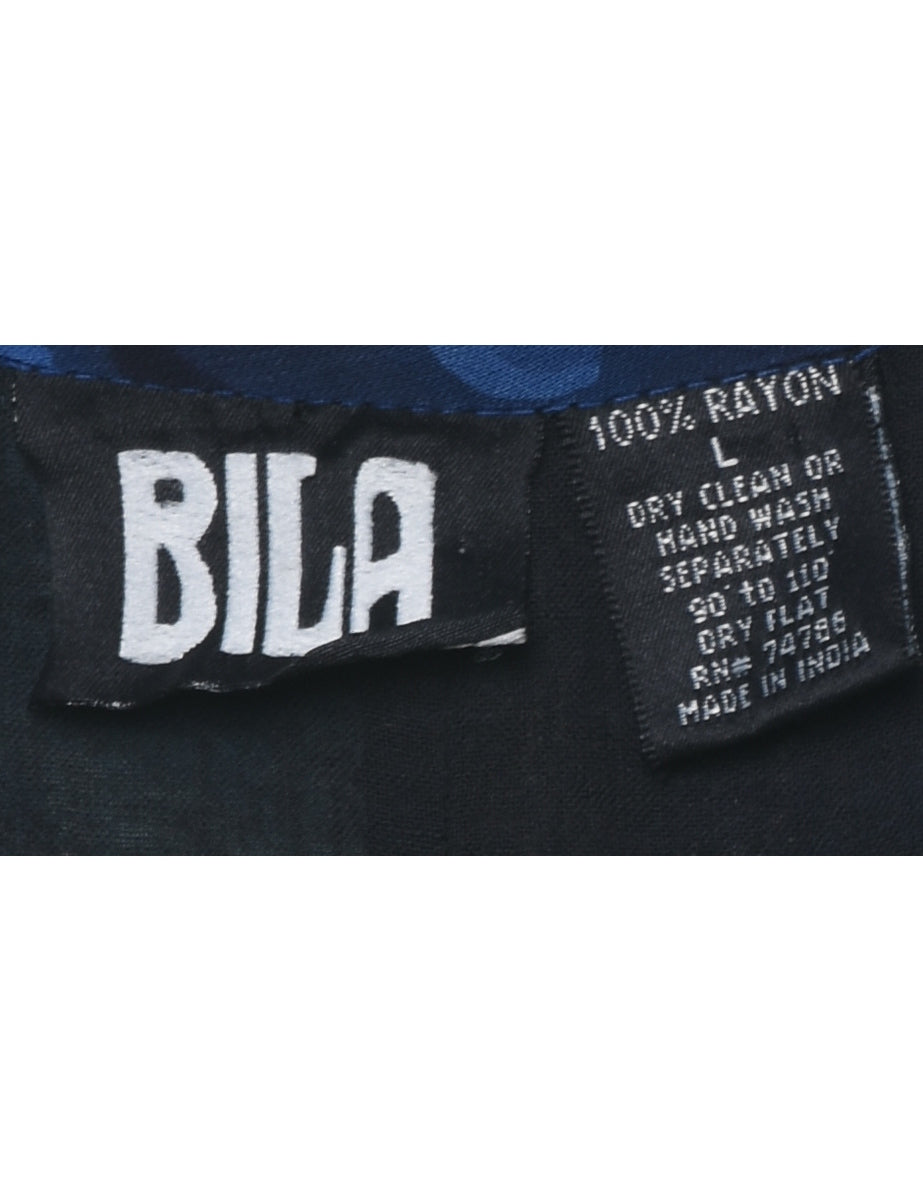 BILA
100% RAYON
L
DRY CLEAN OR
HAND WASH
SEPARATELY
90° TO 110°
DRY FLAT
RN# 74786
MADE IN INDIA